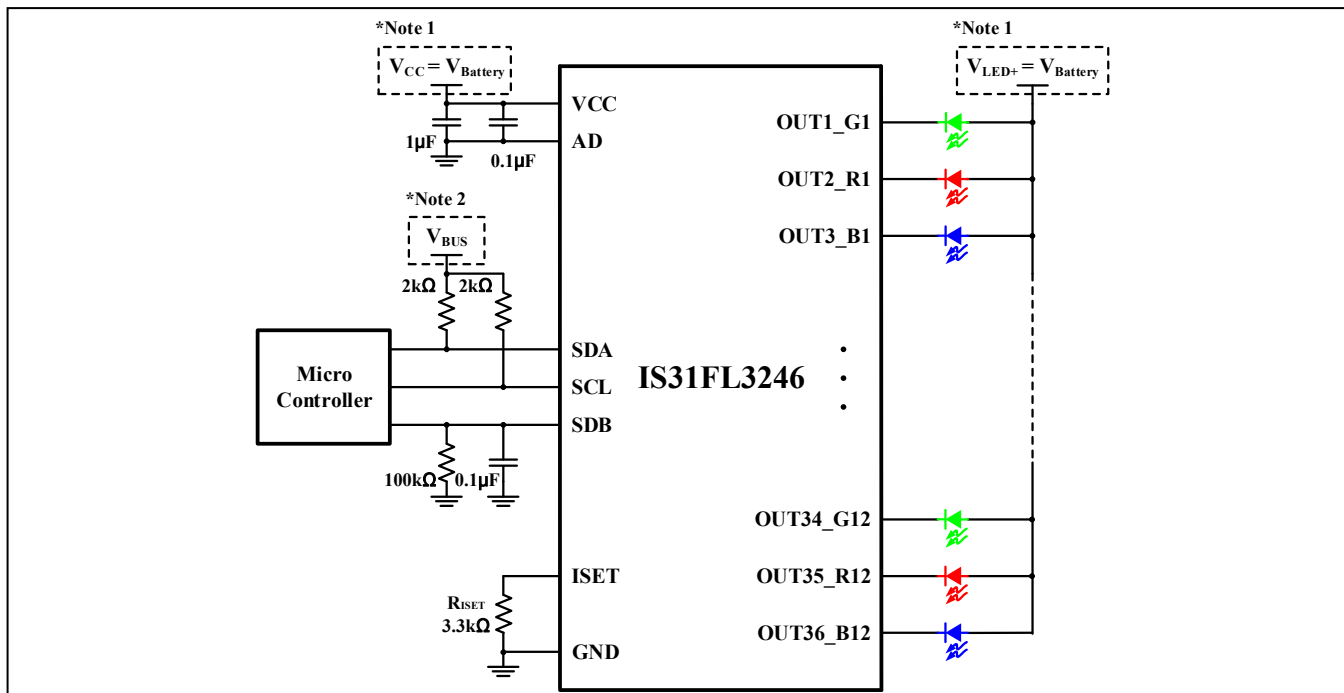 *Note 1
VCC = VBattery
1μF
0.1μF
*Note 2
VBUS
2kΩ 2kΩ
Micro
Controller
100kΩ 0.1μF
RISET
3.3kΩ
VCC
AD
SDA
SCL
SDB
ISET
GND
IS31FL3246
OUT1_G1
OUT2_R1
OUT3_B1
OUT34_G12
OUT35_R12
OUT36_B12
*Note 1
VLED+ = VBattery